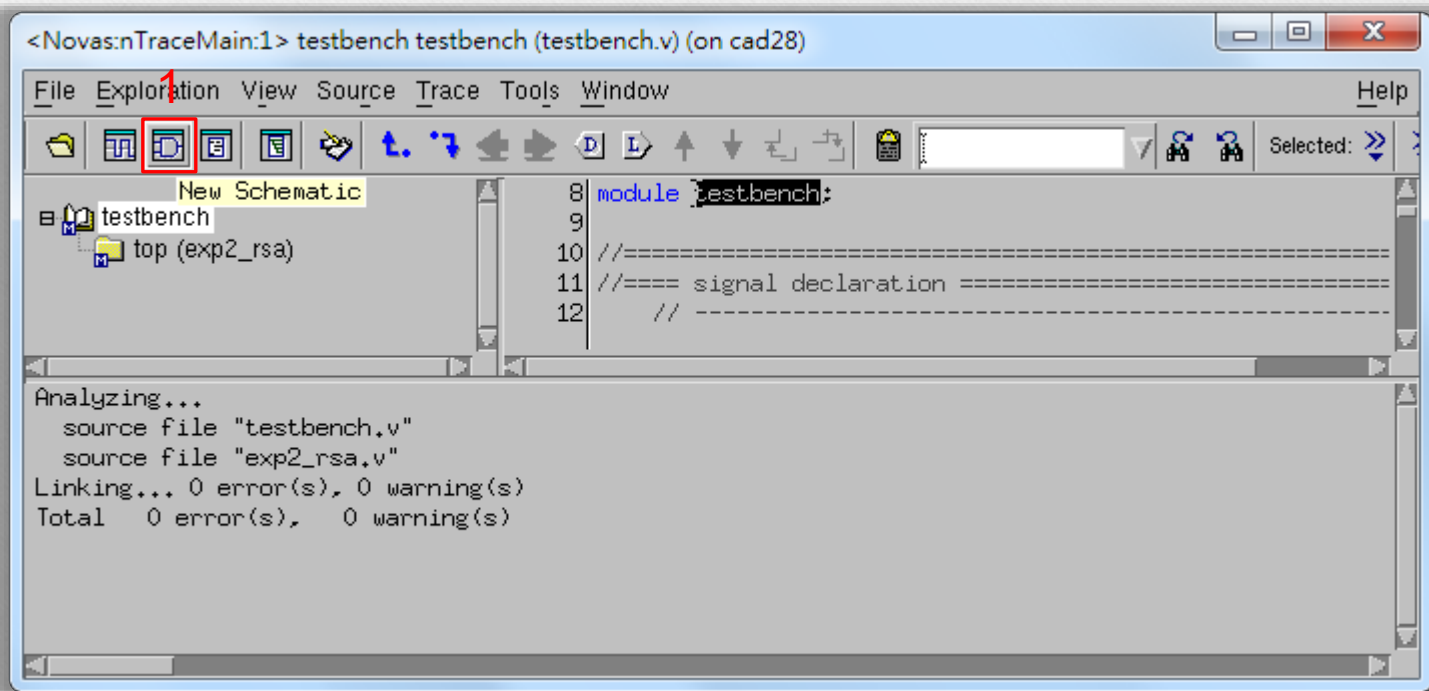 <Novas:nTraceMain:1> testbench testbench (testbench.v) (on cad28)
File Exploration View Source Trace Tools Window Help
1
D L Selected:
New Schematic
testbench
top (exp2_rsa)
8 module testbench;
9
10 //=======================================================
11 //==== signal declaration ===============================
12 // --------------------------------------------------
Analyzing...
source file "testbench.v"
source file "exp2_rsa.v"
Linking... 0 error(s), 0 warning(s)
Total 0 error(s), 0 warning(s)